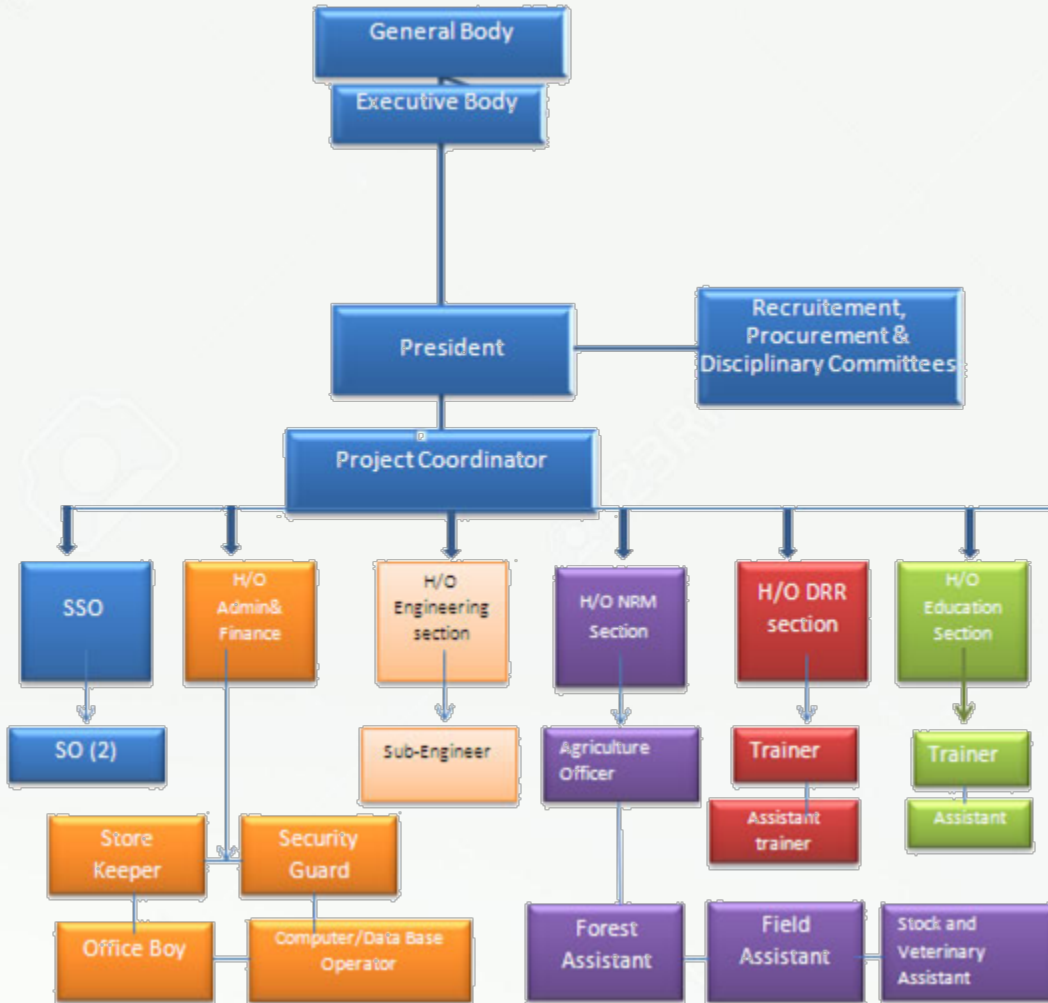 General Body
Executive Body
President
Recruitement,
Procurement &
Disciplinary Committees
Project Coordinator
SSO
H/O
Admin&
Finance
H/O
Engineering
section
H/O NRM
Section
H/O DRR
section
H/O
Education
Section
SO (2)
Sub-Engineer
Agriculture
Officer
Trainer
Trainer
Assistant
trainer
Assistant
Store
Keeper
Security
Guard
Office Boy
Computer/Data Base
Operator
Forest
Assistant
Field
Assistant
Stock and
Veterinary
Assistant